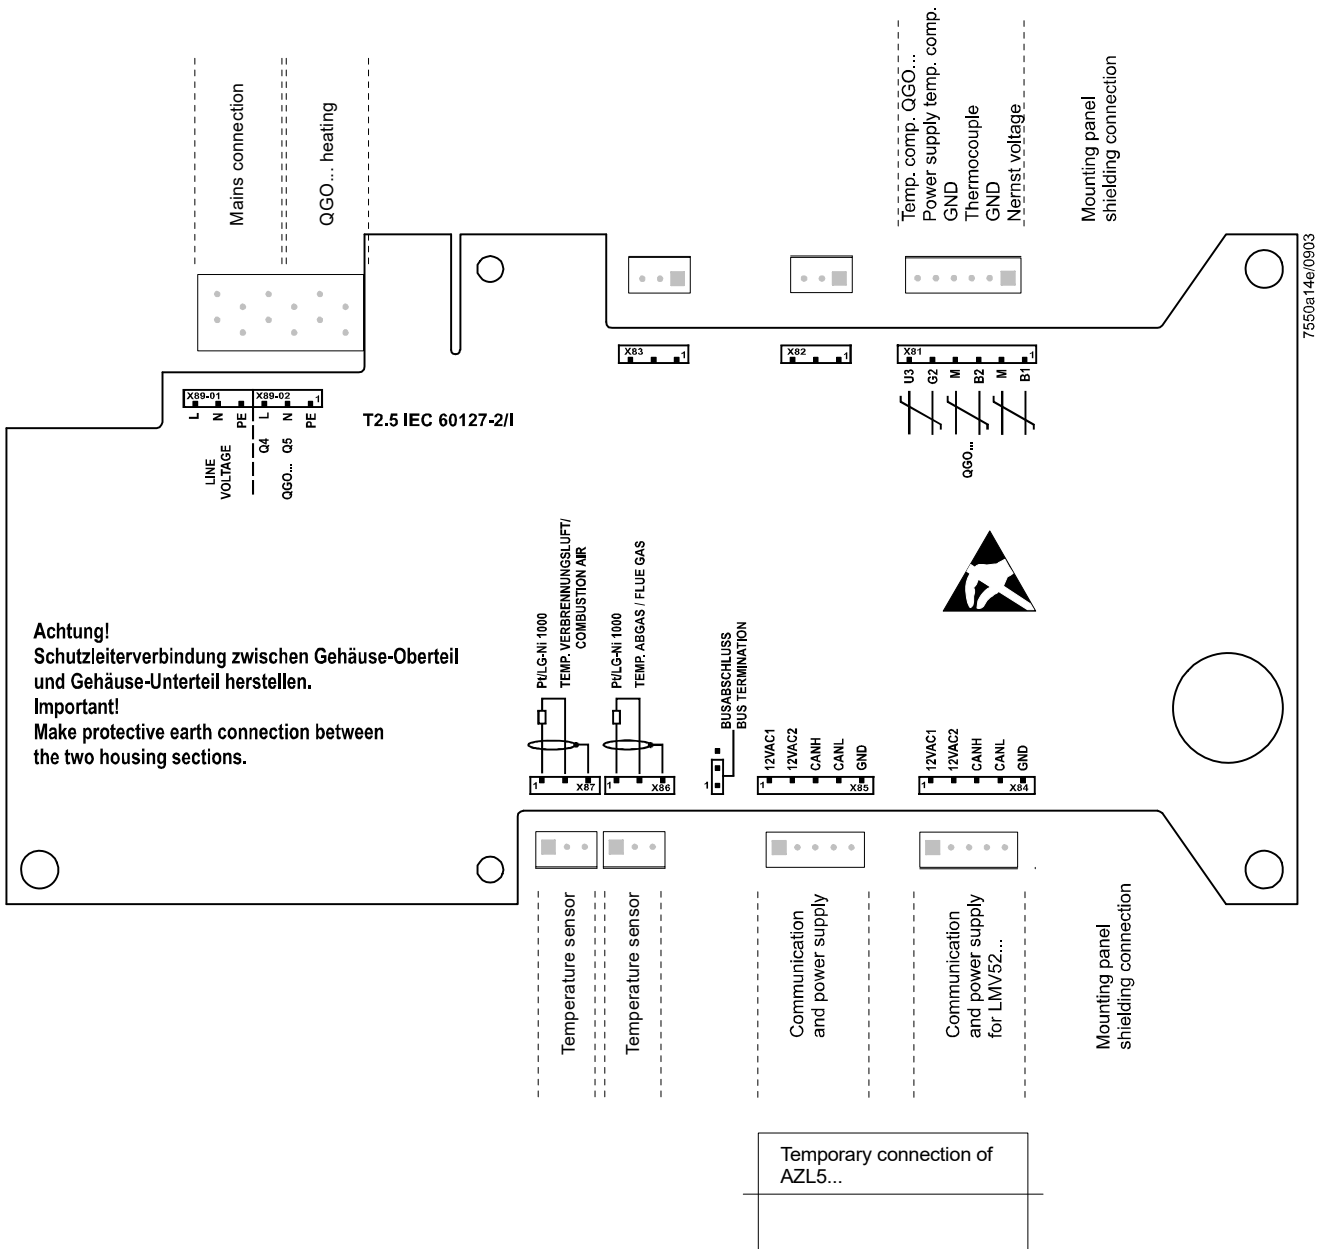 Mains connection
QGO... heating
Temp. comp. QGO...
Power supply temp. comp.
GND
Thermocouple
GND
Nernst voltage
Mounting panel
shielding connection
7550a14e/0903
X83
1
X82
1
X81
1
U3
G2
M
B2
M
B1
QGO...
X89-01
X89-02
1
L
N
PE
L
N
PE
Q4
Q5
LINE
VOLTAGE
QGO...
T2.5 IEC 60127-2/I
Achtung!
Schutzleiterverbindung zwischen Gehäuse-Oberteil
und Gehäuse-Unterteil herstellen.
Important!
Make protective earth connection between
the two housing sections.
Pt/LG-Ni 1000
TEMP. VERBRENNUNGSLUFT/
COMBUSTION AIR
Pt/LG-Ni 1000
TEMP. ABGAS / FLUE GAS
BUSABSCHLUSS
BUS TERMINATION
12VAC1
12VAC2
CANH
CANL
GND
12VAC1
12VAC2
CANH
CANL
GND
1
X87
1
X86
1
1
X85
1
X84
Temperature sensor
Temperature sensor
Communication
and power supply
Communication
and power supply
for LMV52...
Mounting panel
shielding connection
Temporary connection of
AZL5...